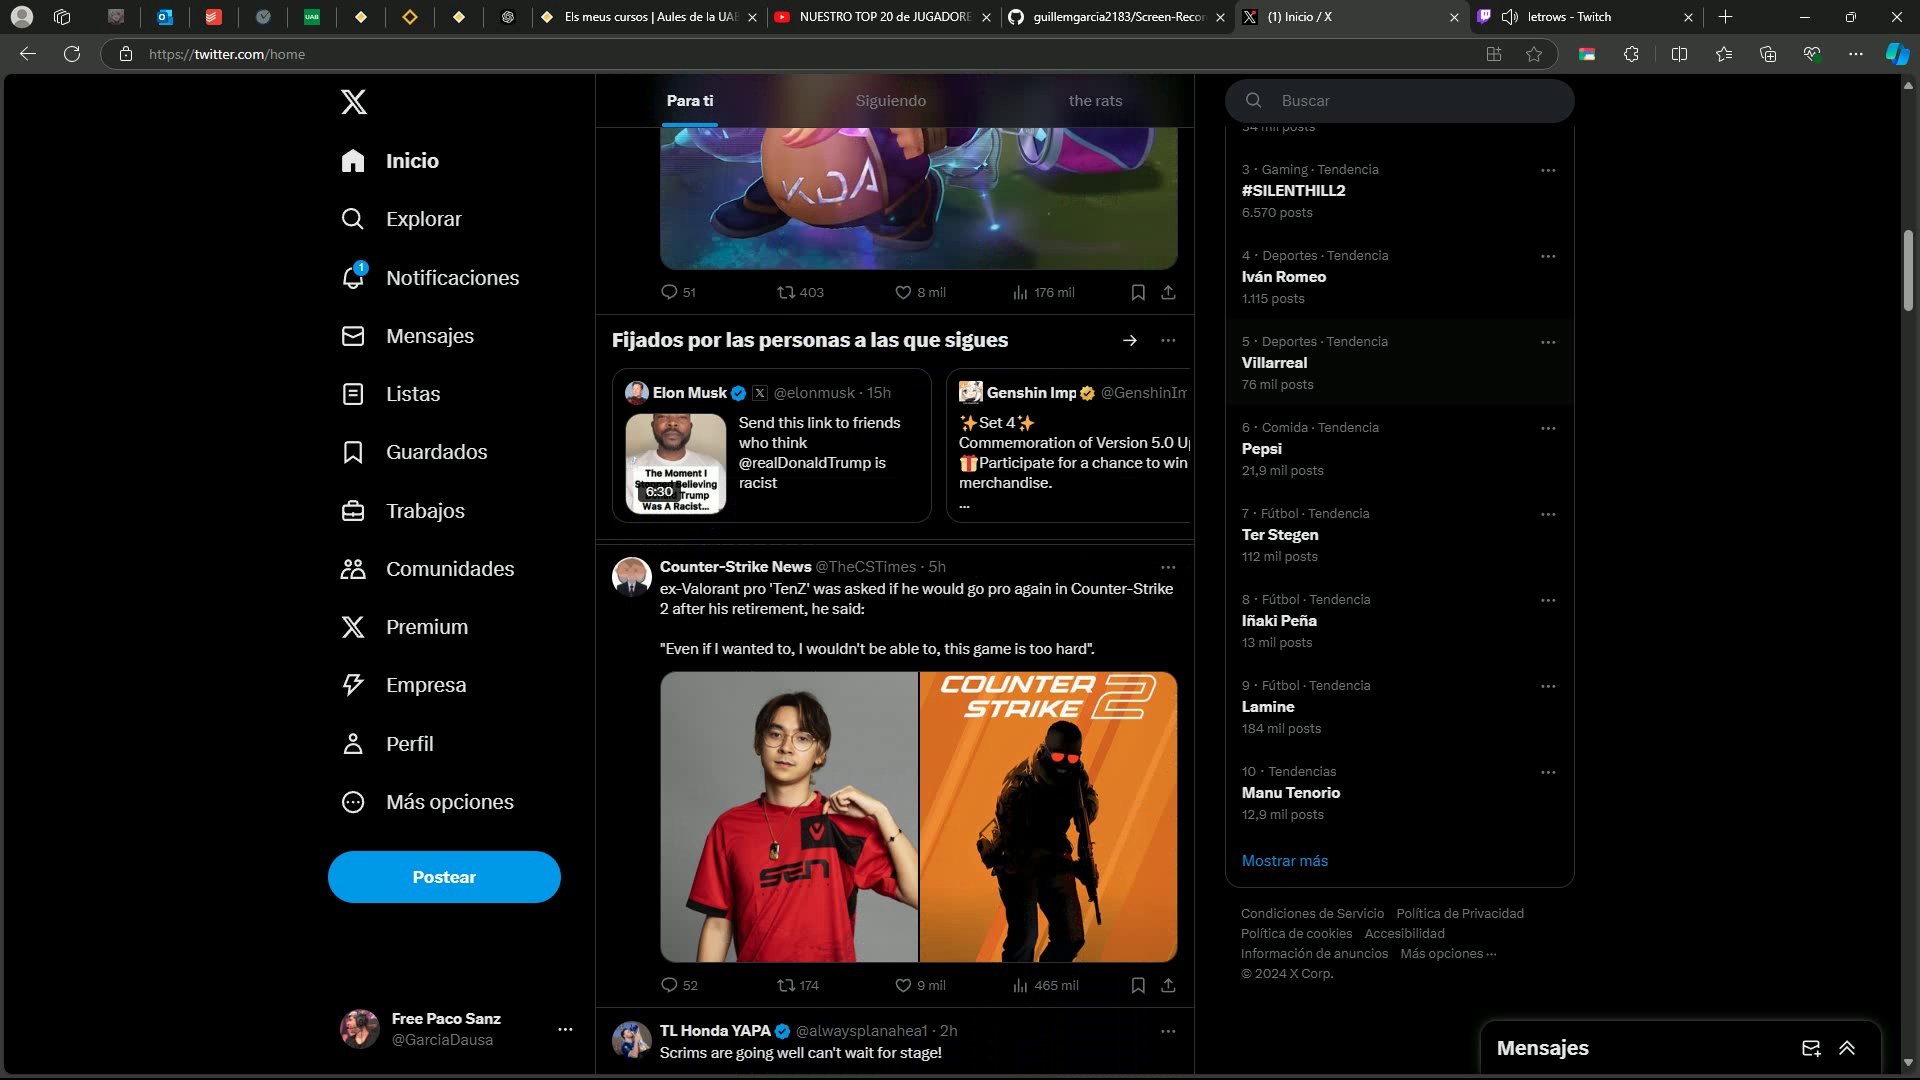 Els meus cursos | Aules de la UA
NUESTRO TOP 20 de JUGADORE
guillemgarcia2183/Screen-Recor
(1) Inicio / X
letrows - Twitch
https://twitter.com/home
Inicio
Explorar
1
Notificaciones
Mensajes
Listas
Guardados
Trabajos
Comunidades
Premium
Empresa
Perfil
Más opciones
Postear
Free Paco Sanz
@GarciaDausa
Para ti
Siguiendo
the rats
KDA
51
403
8 mil
176 mil
Fijados por las personas a las que sigues
Elon Musk @elonmusk · 15h
Send this link to friends
who think
@realDonaldTrump is
racist
The Moment I
Stopped Believing
Trump
Was A Racist...
6:30
Genshin Imp @GenshinIm
✨Set 4✨
Commemoration of Version 5.0 U
🎁Participate for a chance to win
merchandise.
...
Counter-Strike News @TheCSTimes · 5h
ex-Valorant pro 'TenZ' was asked if he would go pro again in Counter-Strike
2 after his retirement, he said:
"Even if I wanted to, I wouldn't be able to, this game is too hard".
SEN
COUNTER
STRIKE 2
52
174
9 mil
465 mil
TL Honda YAPA @alwaysplanahea1 · 2h
Scrims are going well can't wait for stage!
Buscar
34 mil posts
3 · Gaming · Tendencia
#SILENTHILL2
6.570 posts
4 · Deportes · Tendencia
Iván Romeo
1.115 posts
5 · Deportes · Tendencia
Villarreal
76 mil posts
6 · Comida · Tendencia
Pepsi
21,9 mil posts
7 · Fútbol · Tendencia
Ter Stegen
112 mil posts
8 · Fútbol · Tendencia
Iñaki Peña
13 mil posts
9 · Fútbol · Tendencia
Lamine
184 mil posts
10 · Tendencias
Manu Tenorio
12,9 mil posts
Mostrar más
Condiciones de Servicio Política de Privacidad
Política de cookies Accesibilidad
Información de anuncios Más opciones ···
© 2024 X Corp.
Mensajes